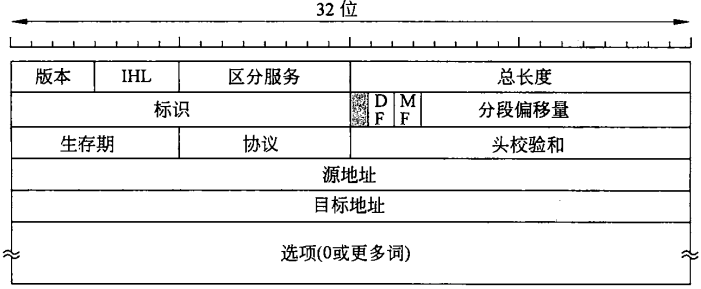 32 位
版本 IHL 区分服务 总长度
标识 DF MF 分段偏移量
生存期 协议 头校验和
源地址
目标地址
选项(0或更多词)